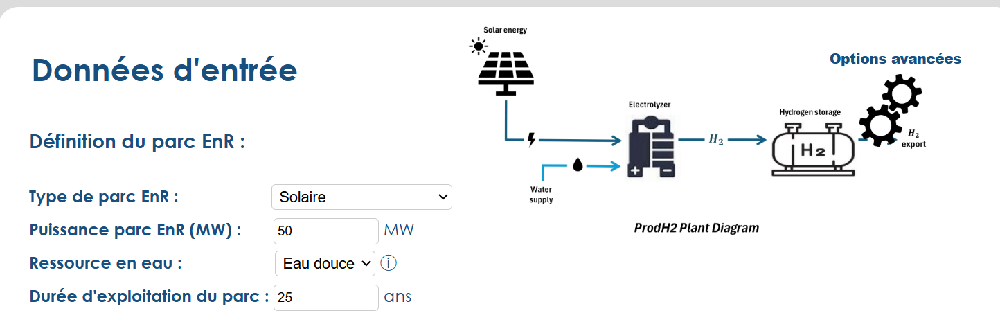 Données d'entrée
Définition du parc EnR :
Type de parc EnR : Solaire
Puissance parc EnR (MW) : 50 MW
Ressource en eau : Eau douce ⓘ
Durée d'exploitation du parc : 25 ans
Solar energy
Electrolyzer
H₂
Water
supply
Hydrogen storage
H2
H₂
export
ProdH2 Plant Diagram
Options avancées